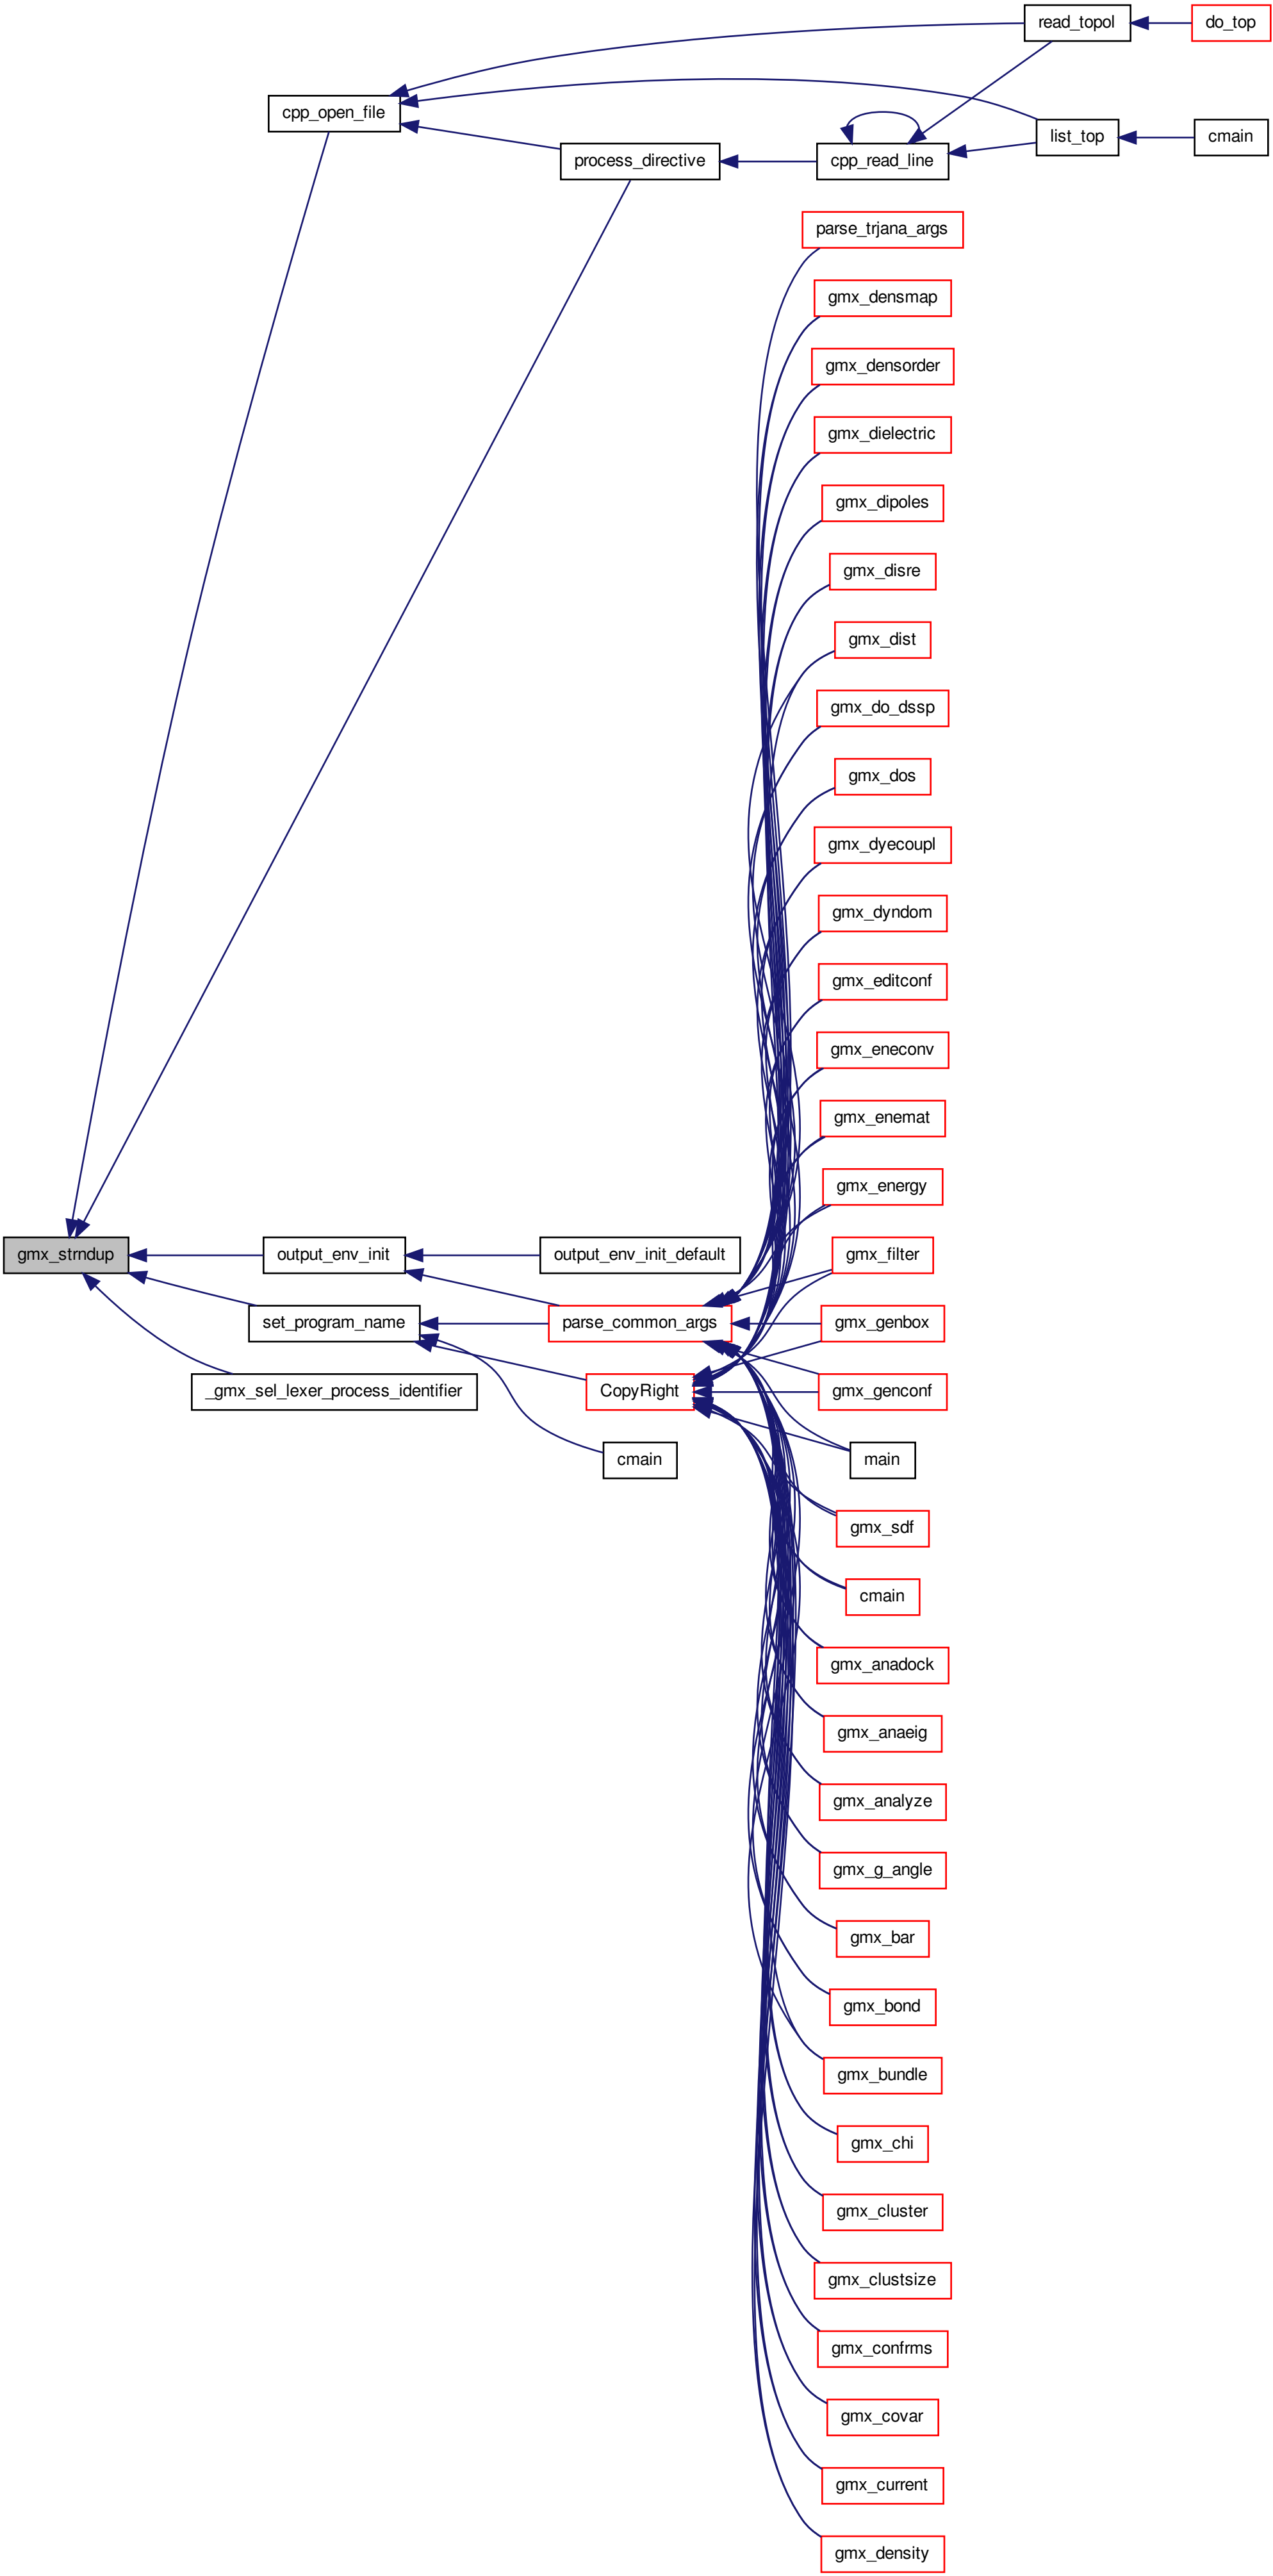 read_topol
do_top
cpp_open_file
list_top
cmain
process_directive
cpp_read_line
parse_trjana_args
gmx_densmap
gmx_densorder
gmx_dielectric
gmx_dipoles
gmx_disre
gmx_dist
gmx_do_dssp
gmx_dos
gmx_dyecoupl
gmx_dyndom
gmx_editconf
gmx_eneconv
gmx_enemat
gmx_energy
gmx_strndup
output_env_init
output_env_init_default
gmx_filter
set_program_name
parse_common_args
gmx_genbox
_gmx_sel_lexer_process_identifier
CopyRight
gmx_genconf
cmain
main
gmx_sdf
cmain
gmx_anadock
gmx_anaeig
gmx_analyze
gmx_g_angle
gmx_bar
gmx_bond
gmx_bundle
gmx_chi
gmx_cluster
gmx_clustsize
gmx_confrms
gmx_covar
gmx_current
gmx_density